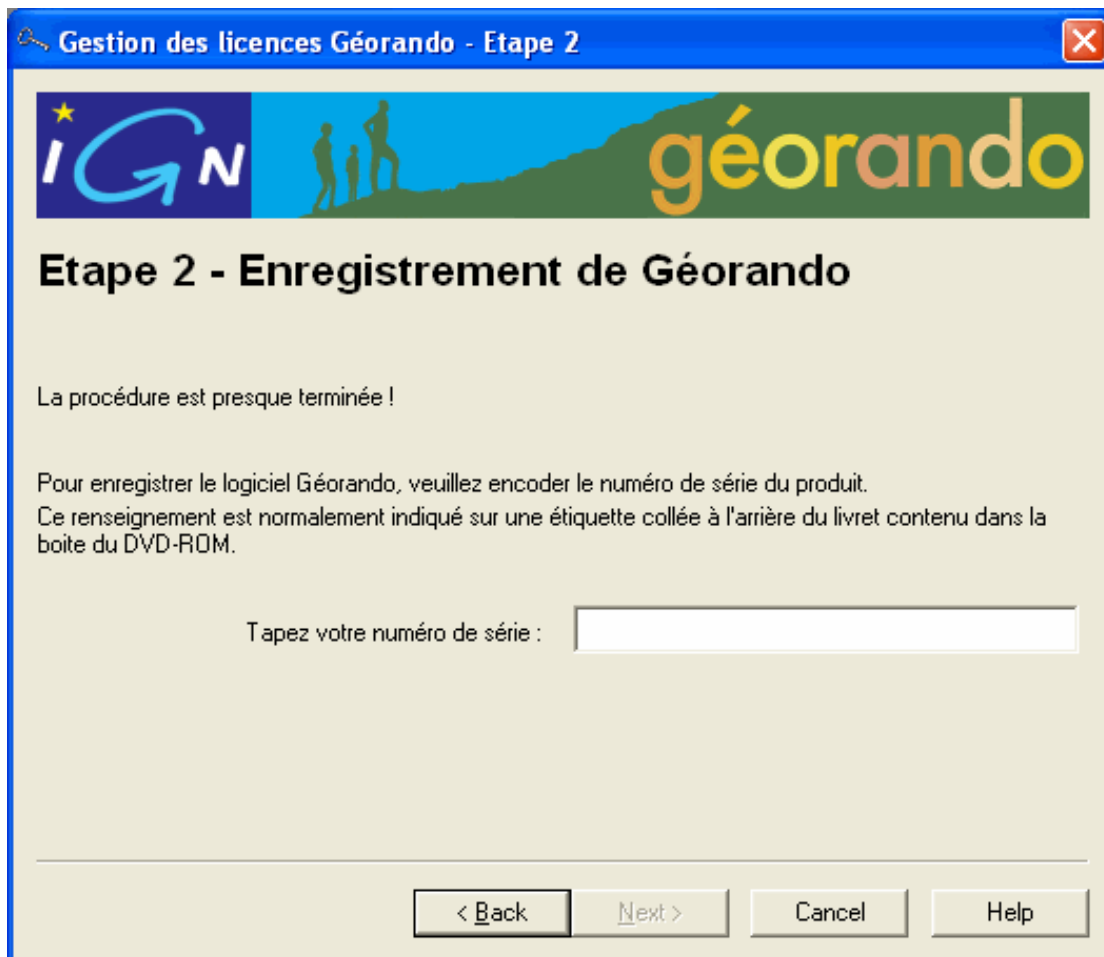 Gestion des licences Géorando - Etape 2
iGN
géorando
Etape 2 - Enregistrement de Géorando
La procédure est presque terminée !
Pour enregistrer le logiciel Géorando, veuillez encoder le numéro de série du produit.
Ce renseignement est normalement indiqué sur une étiquette collée à l'arrière du livret contenu dans la
boite du DVD-ROM.
Tapez votre numéro de série :
< Back
Next >
Cancel
Help